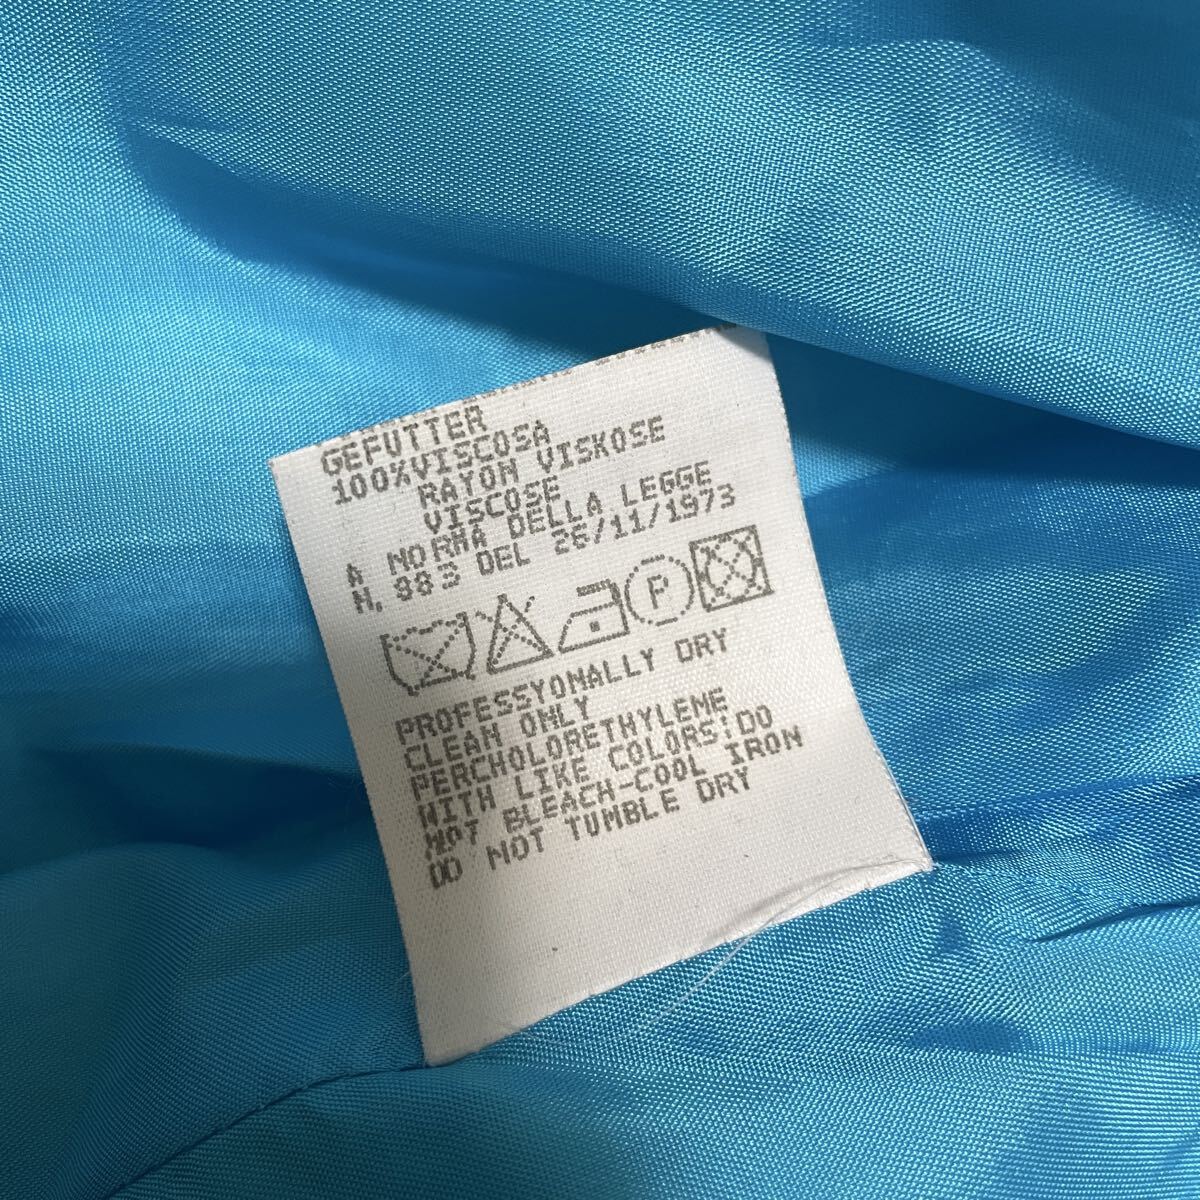 GEFUTTER
100%VISCOSA
RAYON VISKOSE
VISCOSE
A NORMA DELLA LEGGE
N. 883 DEL 26/11/1973
P
PROFESSYONALLY DRY
CLEAN ONLY
PERCHOLORETHYLEME
WITH LIKE COLORS:DO
NOT BLEACH-COOL IRON
DO NOT TUMBLE DRY